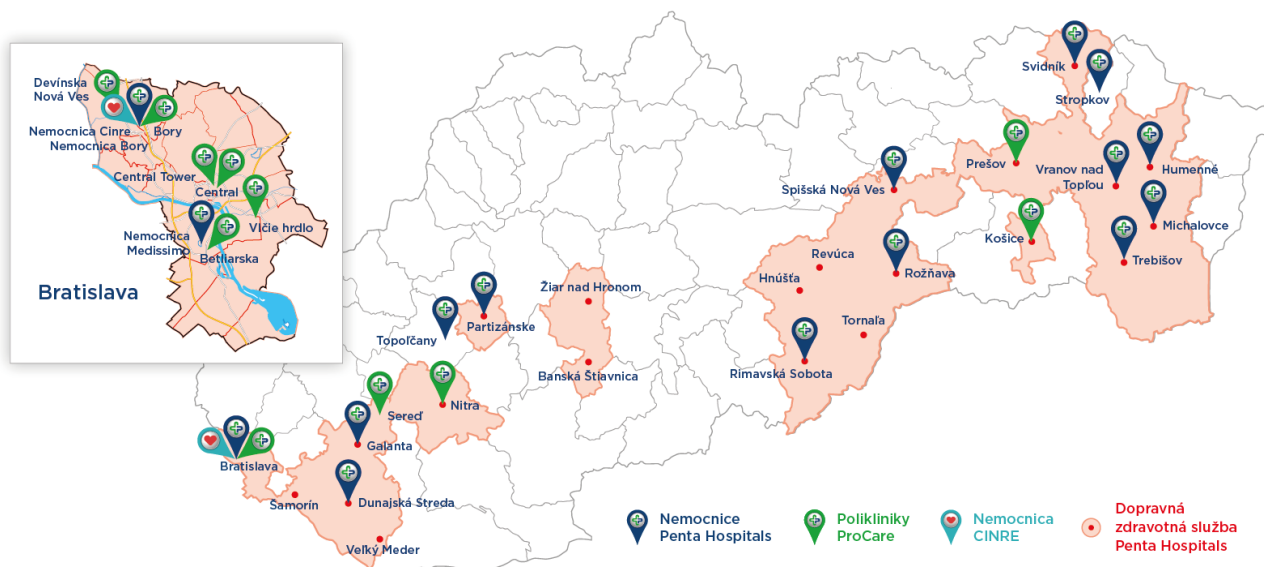 Devínska
Nová Ves
Nemocnica Cinre
Bory
Nemocnica Bory
Central Tower
Central
Vlčie hrdlo
Nemocnica
Medissimo
Betliarska
Bratislava
Svidník
Stropkov
Prešov
Vranov nad
Topľou
Humenné
Spišská Nová Ves
Michalovce
Košice
Trebišov
Revúca
Rožňava
Hnúšťa
Žiar nad Hronom
Tornaľa
Partizánske
Topoľčany
Banská Štiavnica
Rimavská Sobota
Sereď
Nitra
Galanta
Bratislava
Šamorín
Dunajská Streda
Veľký Meder
Nemocnice
Penta Hospitals
Polikliniky
ProCare
Nemocnica
CINRE
Dopravná
zdravotná služba
Penta Hospitals